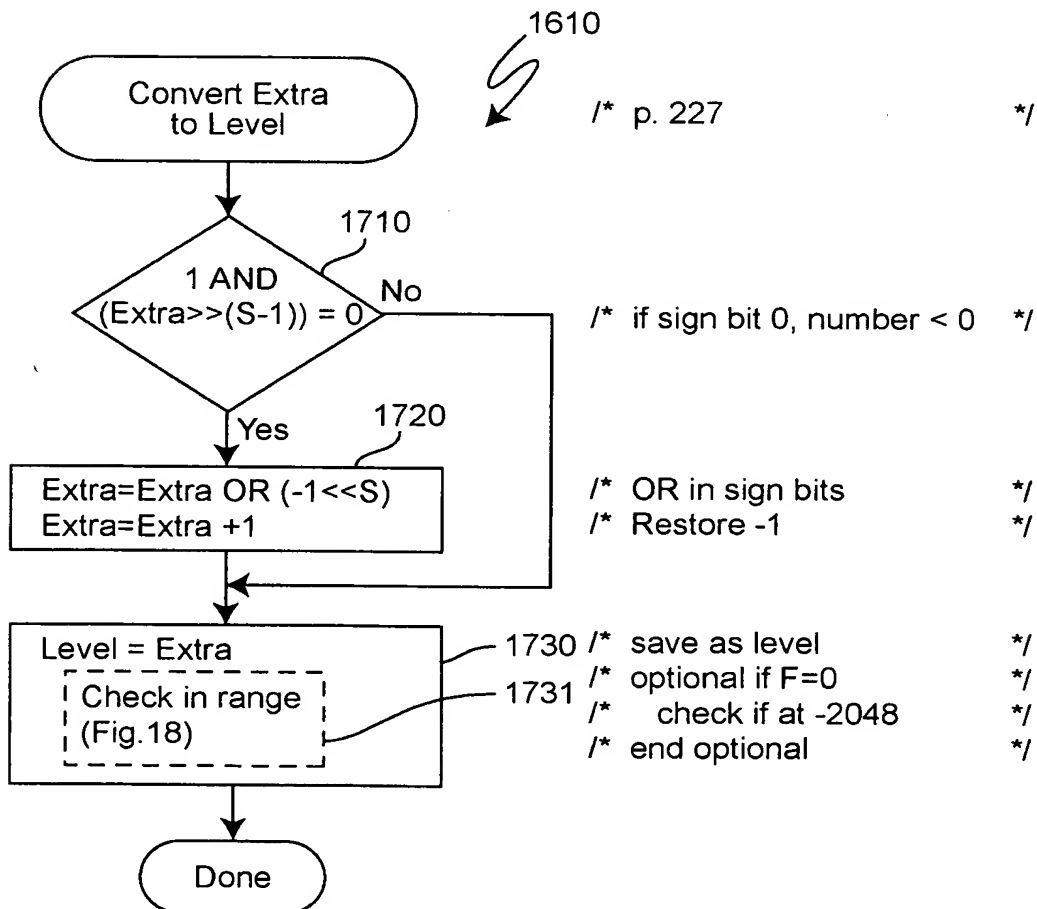 1610
Convert Extra
to Level
/* p. 227 */
1710
1 AND
(Extra>>(S-1)) = 0
No
/* if sign bit 0, number < 0 */
Yes
1720
Extra=Extra OR (-1<<S)
/* OR in sign bits */
Extra=Extra +1
/* Restore -1 */
Level = Extra
1730
/* save as level */
Check in range
1731
/* optional if F=0 */
(Fig.18)
/* check if at -2048 */
/* end optional */
Done